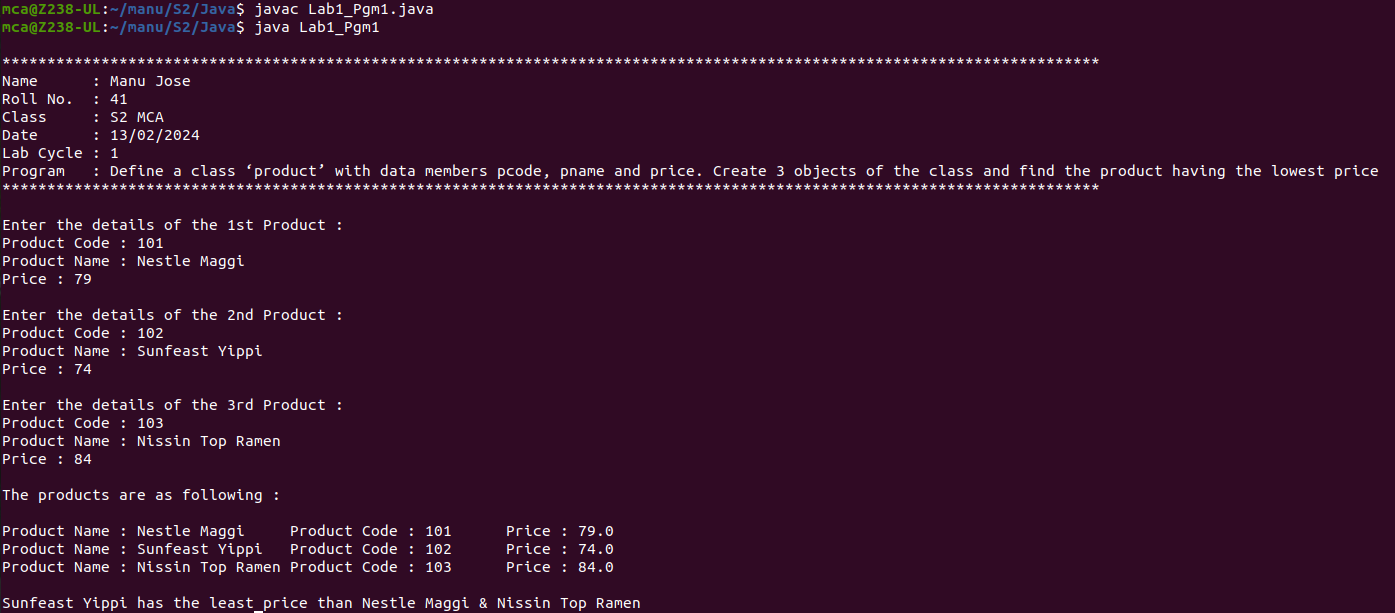 mca@Z238-UL:~/manu/S2/Java$ javac Lab1_Pgm1.java
mca@Z238-UL:~/manu/S2/Java$ java Lab1_Pgm1
**************************************************************************************************************************
Name      : Manu Jose
Roll No.  : 41
Class     : S2 MCA
Date      : 13/02/2024
Lab Cycle : 1
Program   : Define a class ‘product’ with data members pcode, pname and price. Create 3 objects of the class and find the product having the lowest price
**************************************************************************************************************************
Enter the details of the 1st Product :
Product Code : 101
Product Name : Nestle Maggi
Price : 79
Enter the details of the 2nd Product :
Product Code : 102
Product Name : Sunfeast Yippi
Price : 74
Enter the details of the 3rd Product :
Product Code : 103
Product Name : Nissin Top Ramen
Price : 84
The products are as following :
Product Name : Nestle Maggi     Product Code : 101      Price : 79.0
Product Name : Sunfeast Yippi   Product Code : 102      Price : 74.0
Product Name : Nissin Top Ramen Product Code : 103      Price : 84.0
Sunfeast Yippi has the least price than Nestle Maggi & Nissin Top Ramen